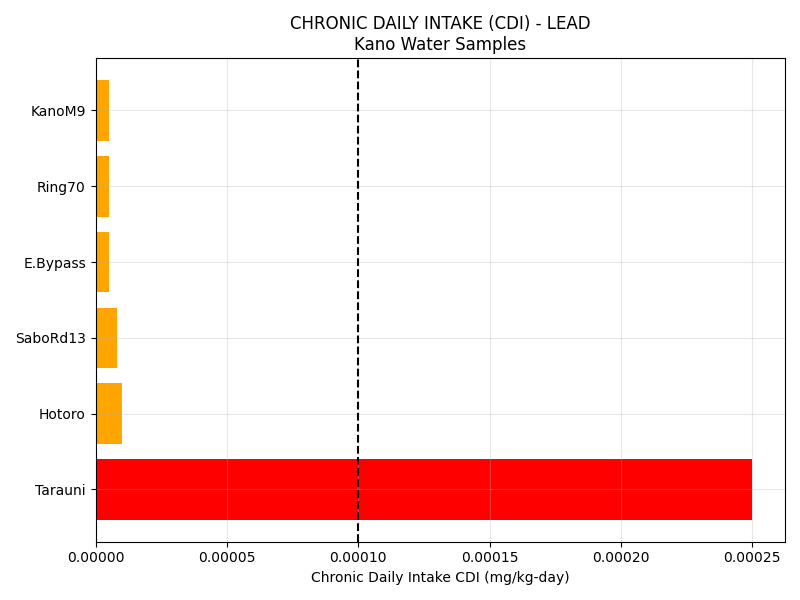 CHRONIC DAILY INTAKE (CDI) - LEAD
Kano Water Samples
KanoM9
Ring70
E.Bypass
SaboRd13
Hotoro
Tarauni
0.00000 0.00005 0.00010 0.00015 0.00020 0.00025
Chronic Daily Intake CDI (mg/kg-day)